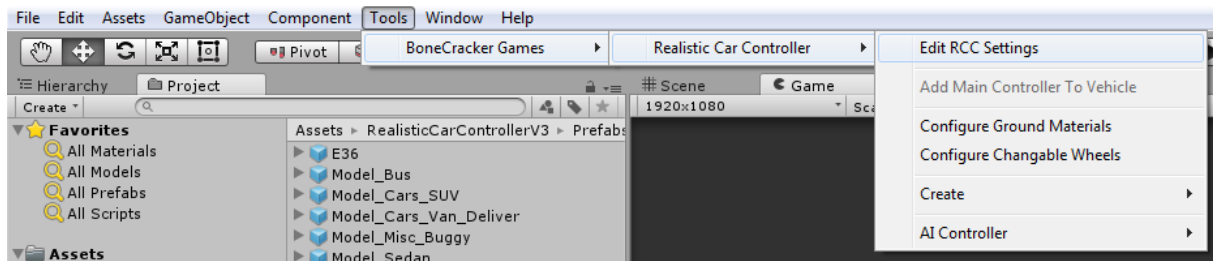 File Edit Assets GameObject Component Tools Window Help
Pivot BoneCracker Games Realistic Car Controller Edit RCC Settings
Hierarchy Project # Scene Game Add Main Controller To Vehicle
Create 1920x1080
Favorites Assets RealisticCarControllerV3 Prefabs Configure Ground Materials
All Materials E36 Configure Changable Wheels
All Models Model_Bus
All Prefabs Model_Cars_SUV Create
All Scripts Model_Cars_Van_Deliver
Model_Misc_Buggy AI Controller
Assets Model_Sedan